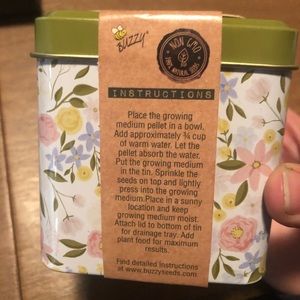 BUZZY®
NON GMO
INSTRUCTIONS
Place the growing
medium pellet in a bowl.
Add approximately ¾ cup
of warm water. Let the
pellet absorb the water.
Put the growing medium
in the tin. Sprinkle the
seeds on top and lightly
press into the growing
medium.Place in a sunny
location and keep
growing medium moist.
Attach lid to bottom of tin
for drainage tray. Add
plant food for maximum
results.
Find detailed instructions
at www.buzzyseeds.com